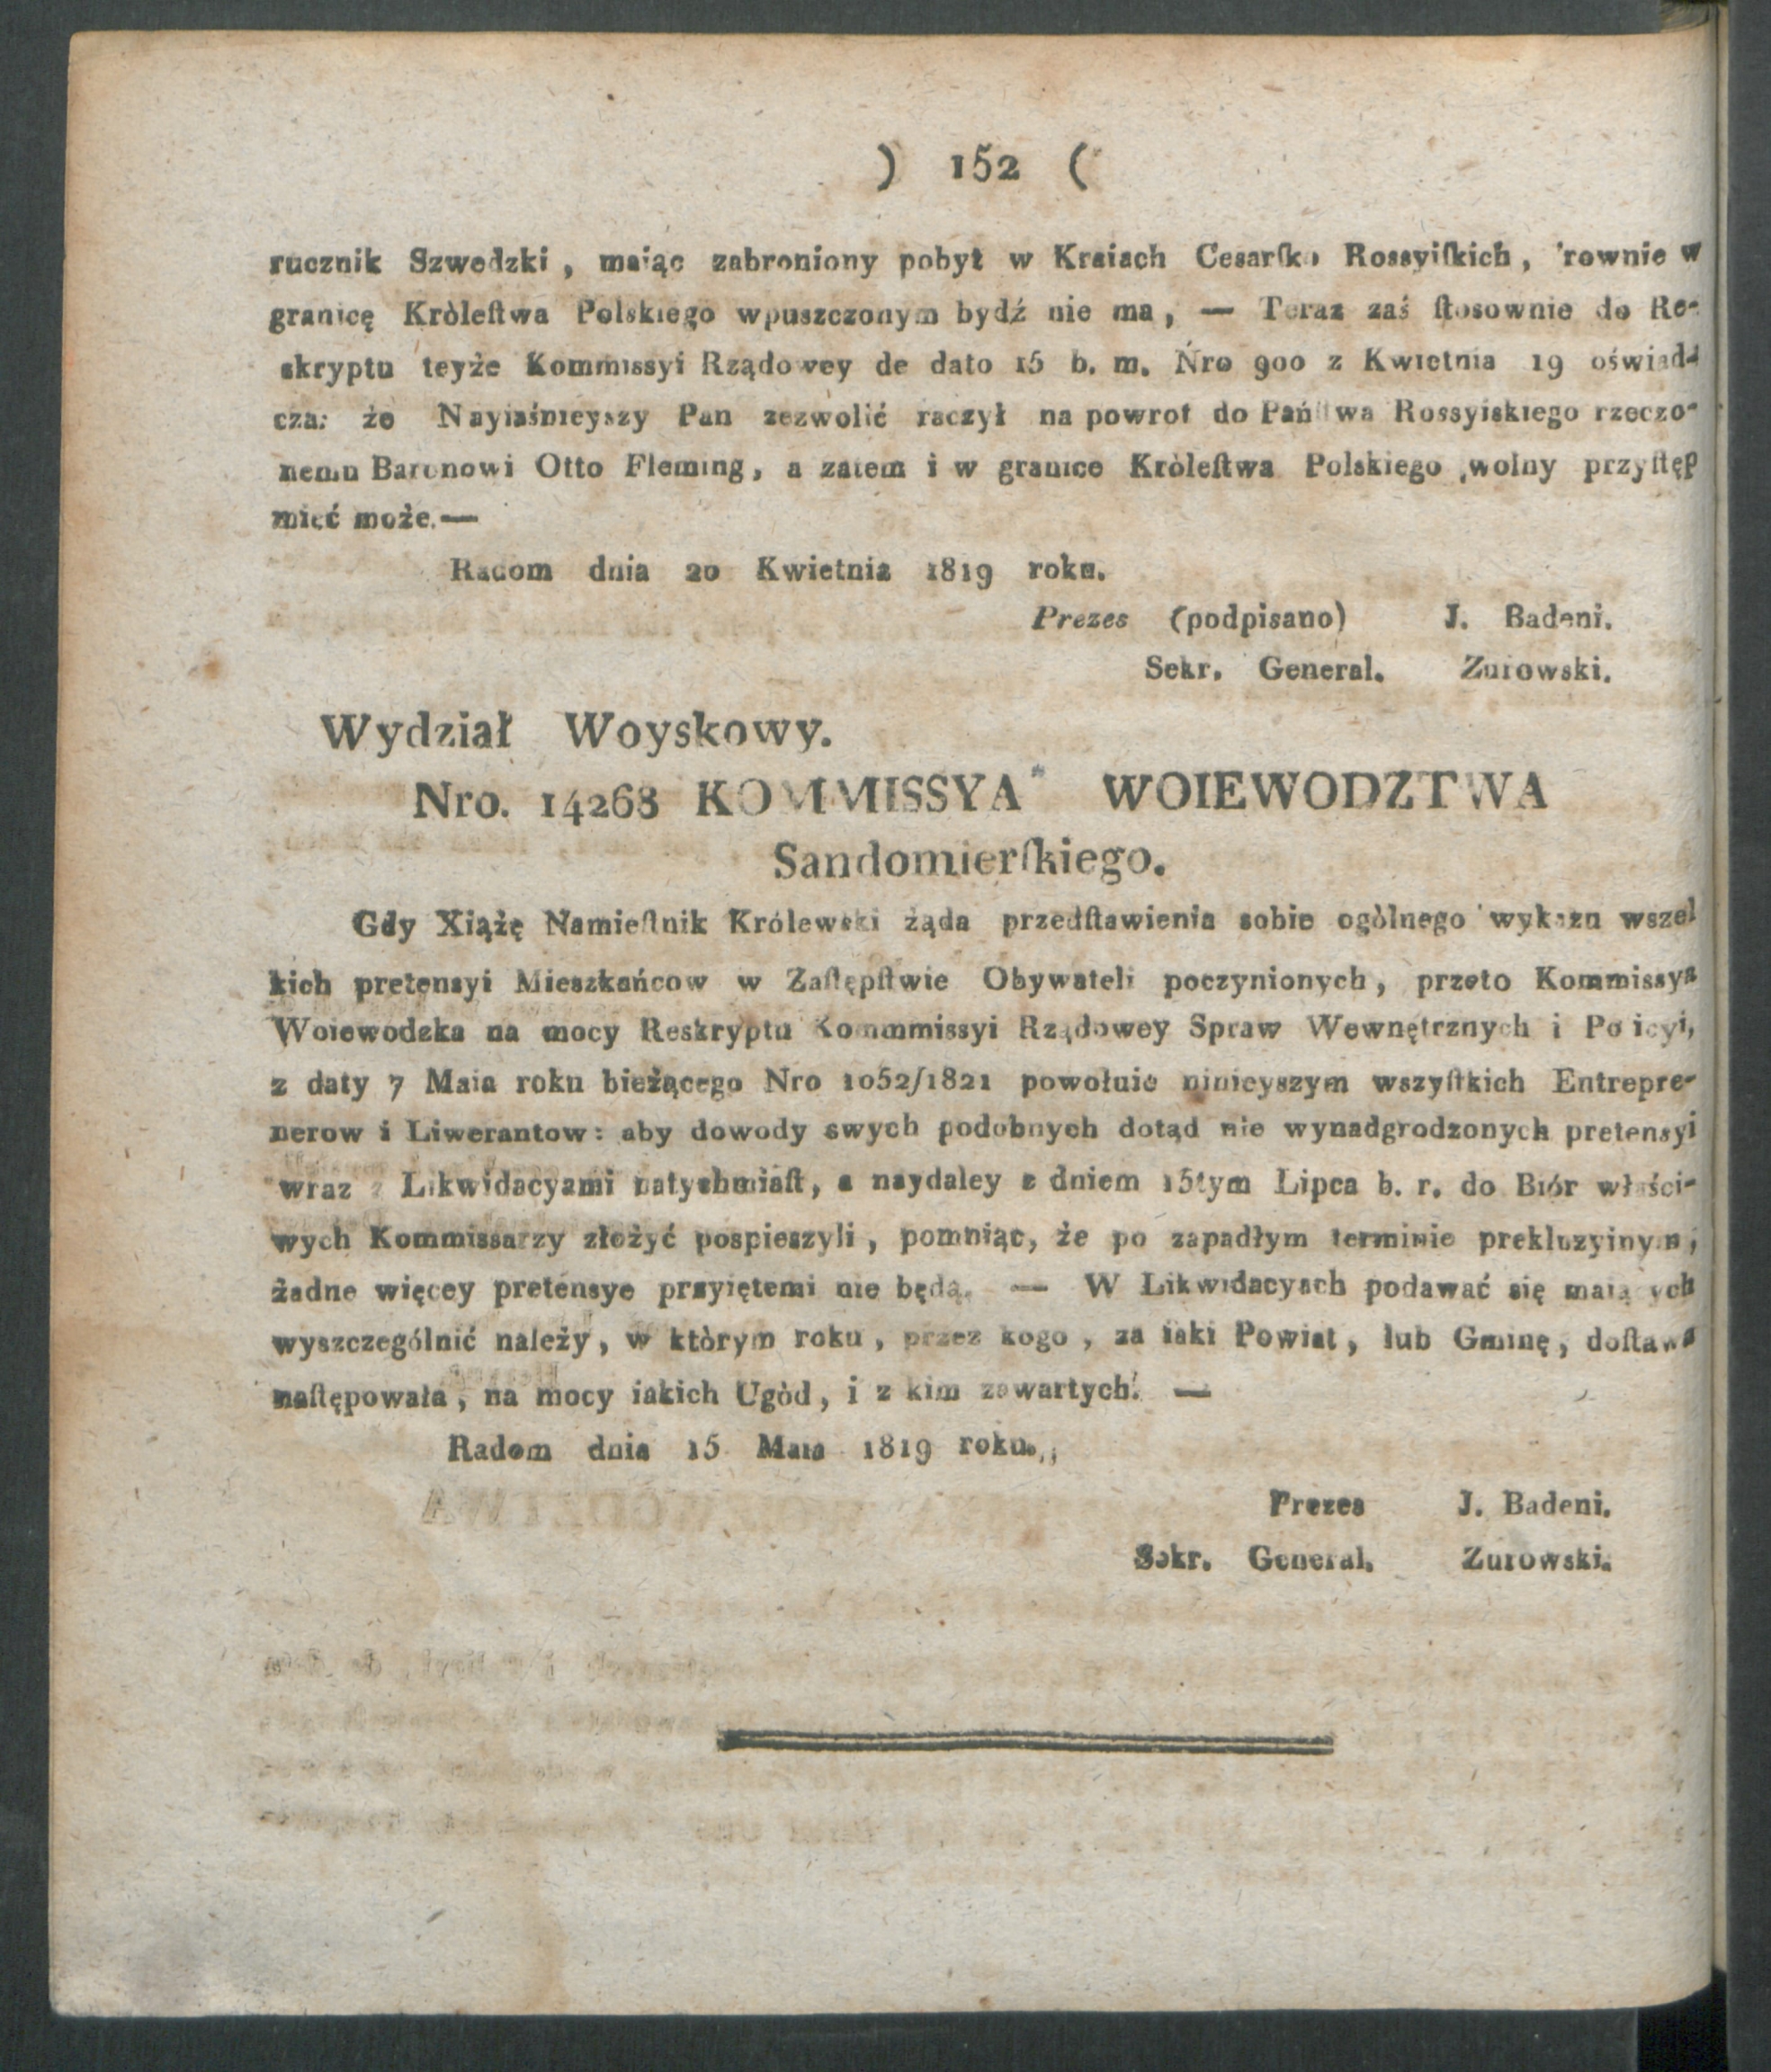 ) 152 (
rucznik Szwedzki, maiąc zabroniony pobyt w Kraiach Cesarſko Rossyiſkich, rownie w
granicę Kròleſtwa Polskiego wpuszczonym bydź nie ma, — Teraz zaś ſtosownie do Re-
skryptu teyże Kommissyi Rządowey de dato 15 b. m. Nro 900 z Kwietnia 19 oświad-
cza: że Nayiaśnieyszy Pan zezwolić raczył na powrot do Pańſtwa Rossyiskiego rzeczo-
nemu Baronowi Otto Fleming, a zatem i w granice Kròleſtwa Polskiego wolny przyſtęp
mieć może.—
Radom dnia 20 Kwietnia 1819 roku.
Prezes (podpisano) J. Badeni.
Sekr. General. Zurowski.
Wydział Woyskowy.
Nro. 14268 KOMMISSYA WOIEWODZTWA
Sandomierſkiego.
Gdy Xiążę Namieſtnik Królewski żąda przedſtawienia sobie ogòlnego wykazu wszel
kich pretensyi Mieszkańcow w Zaſtępſtwie Obywateli poczynionych, przeto Kommissya
Woiewodzka na mocy Reskryptu Kommmissyi Rządowey Spraw Wewnętrznych i Policyi,
z daty 7 Maia roku bieżącego Nro 1052/1821 powołuie ninieyszym wszyſtkich Entrepre-
nerow i Liwerantow: aby dowody swych podobnych dotąd nie wynadgrodzonych pretensyi
wraz z Likwidacyami natychmiaſt, a naydaley z dniem 15tym Lipca b. r. do Biór właści-
wych Kommissarzy złożyć pospieszyli, pomniąc, że po zapadłym terminie prekluzyinym,
żadne więcey pretensye przyiętemi nie będą. — W Likwidacyach podawać się maiących
wyszczególnić należy, w ktòrym roku, przez kogo, za iaki Powiat, lub Gminę, doſtawa
naſtępowała, na mocy iakich Ugòd, i z kim zawartych. —
Radom dnia 15 Maia 1819 roku.
Prezes J. Badeni.
Sekr. General. Zurowski.